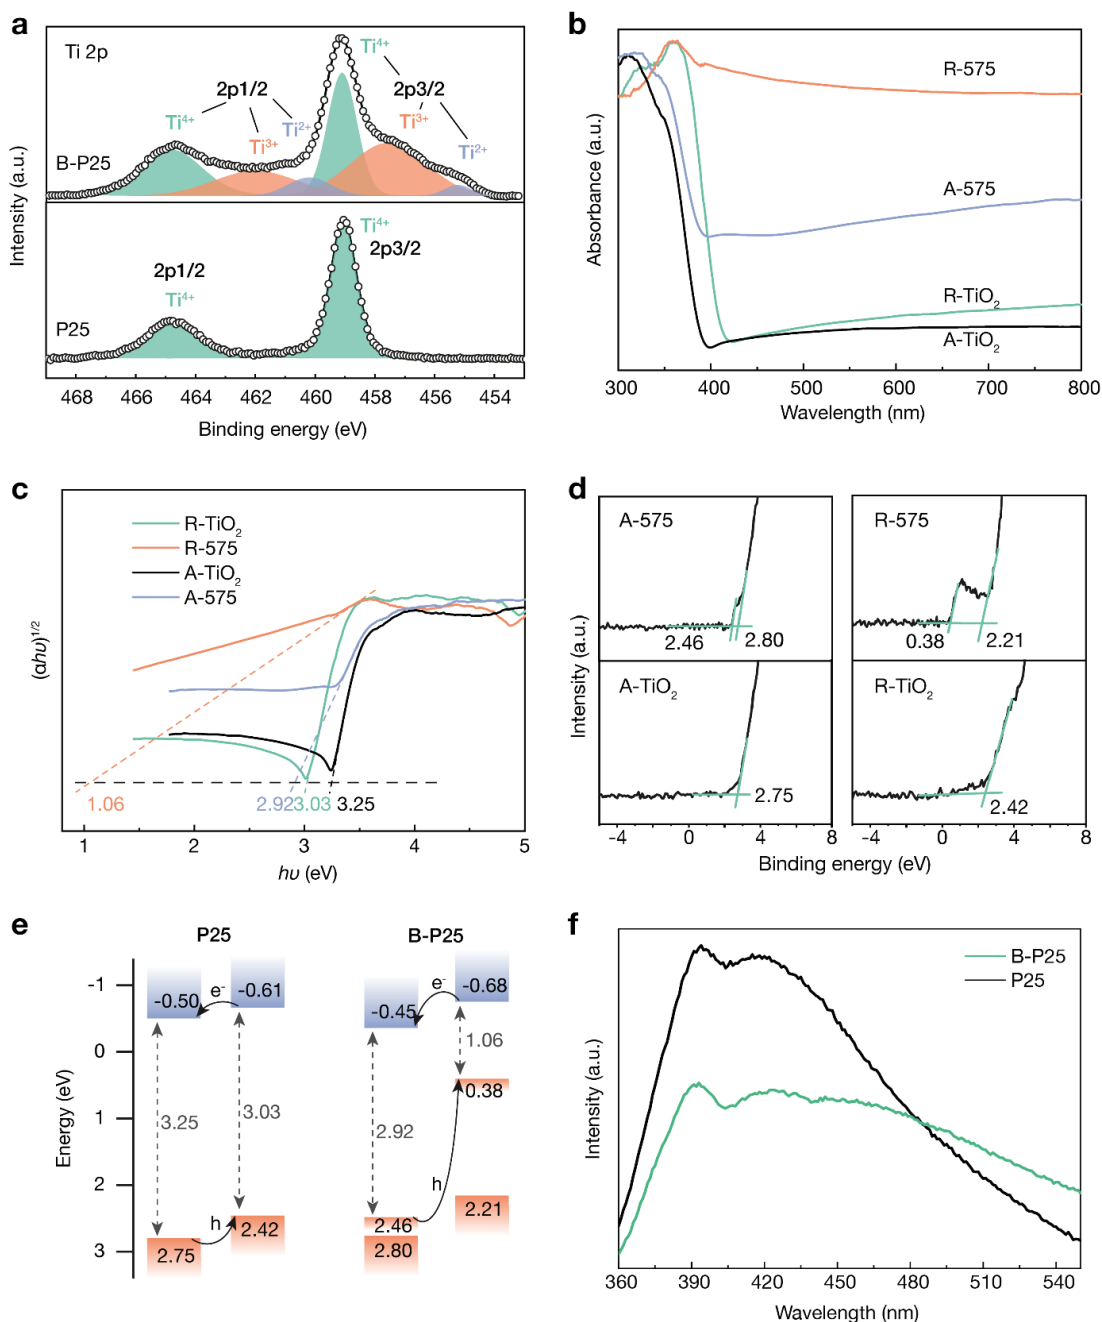 a
Ti 2p
Ti4+
2p1/2
2p3/2
Ti4+
Ti3+
Ti2+
Ti3+
Ti2+
B-P25
Ti4+
2p3/2
2p1/2
Ti4+
P25
Intensity (a.u.)
468 466 464 462 460 458 456 454
Binding energy (eV)
b
R-575
A-575
R-TiO2
A-TiO2
Absorbance (a.u.)
300 400 500 600 700 800
Wavelength (nm)
c
R-TiO2
R-575
A-TiO2
A-575
(αhυ)1/2
1.06 2.92 3.03 3.25
1 2 3 4 5
hυ (eV)
d
A-575
2.46 2.80
R-575
0.38 2.21
A-TiO2
2.75
R-TiO2
2.42
Intensity (a.u.)
-4 0 4 8
-4 0 4 8
Binding energy (eV)
e
P25 B-P25
-1
0
1
2
3
Energy (eV)
-0.50 e- -0.61
3.25 3.03
h
2.75 2.42
-0.45 e- -0.68
1.06
0.38
2.92
h
2.46 2.21
2.80
f
B-P25
P25
Intensity (a.u.)
360 390 420 450 480 510 540
Wavelength (nm)